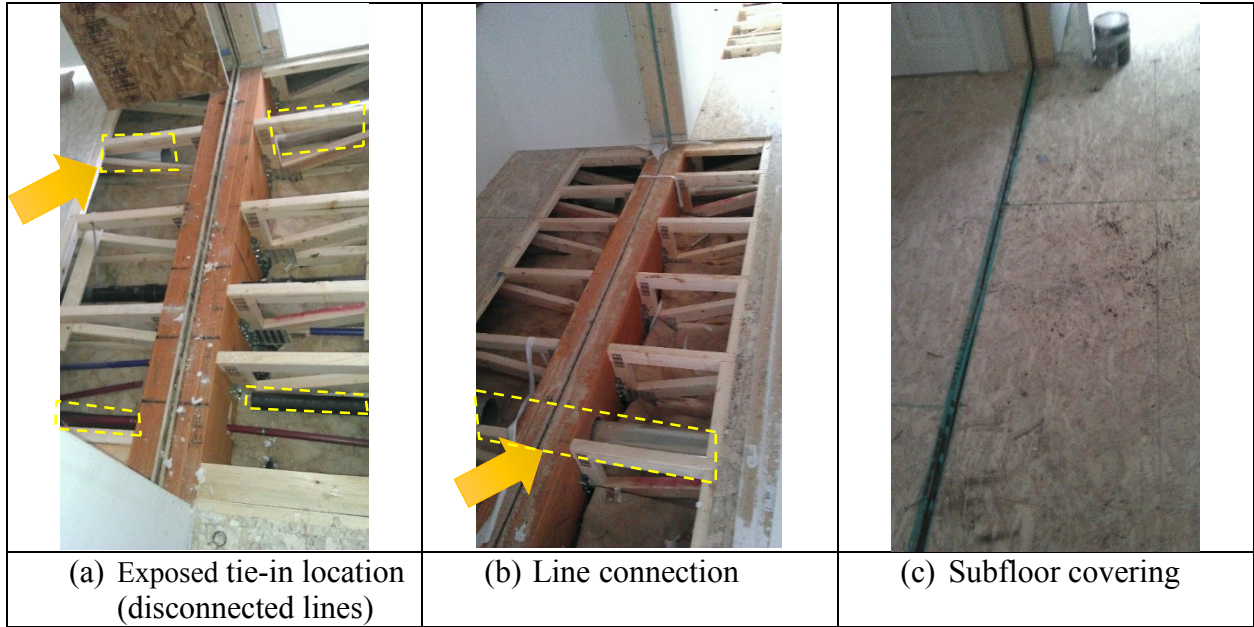 (a) Exposed tie-in location
(disconnected lines)
(b) Line connection
(c) Subfloor covering